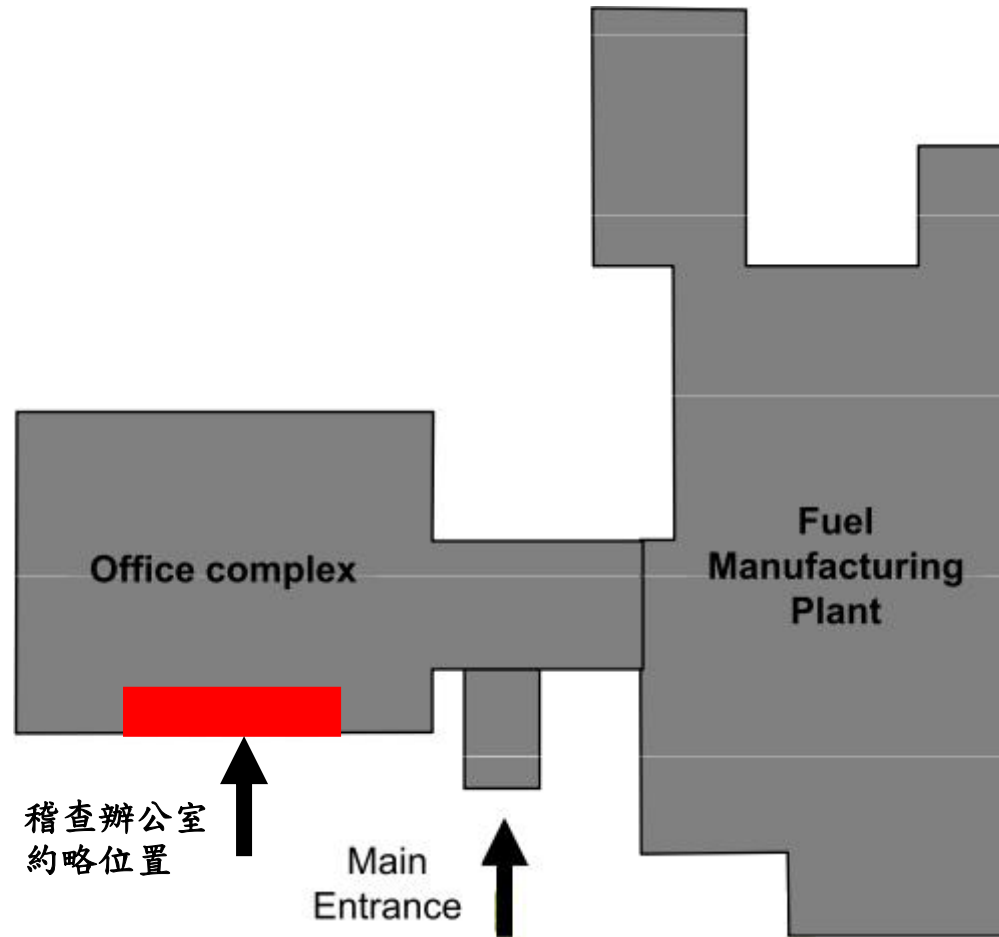 Office complex
Fuel
Manufacturing
Plant
稽查辦公室
約略位置
Main
Entrance